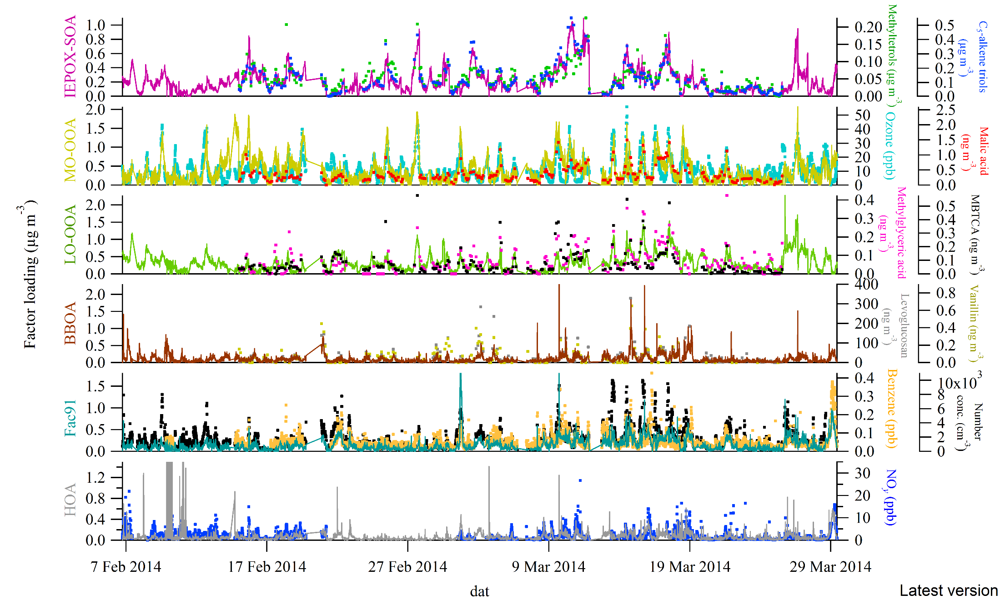 Factor loading (µg m-3)
IEPOX-SOA
1.0
0.8
0.6
0.4
0.2
0.0
0.20
0.15
0.10
0.05
0.00
Methyltetrols (µg m-3)
0.5
0.4
0.3
0.2
0.1
0.0
C5-alkene triols
(µg m-3)
MO-OOA
2.0
1.5
1.0
0.5
0.0
50
40
30
20
10
0
Ozone (ppb)
2.5
2.0
1.5
1.0
0.5
0.0
Malic acid
(ng m-3)
LO-OOA
2.0
1.5
1.0
0.5
0.0
0.4
0.3
0.2
0.1
0.0
Methylglyceric acid
(ng m-3)
0.5
0.4
0.3
0.2
0.1
0.0
MBTCA (ng m-3)
BBOA
2.0
1.5
1.0
0.5
0.0
400
300
200
100
0
Levoglucosan
(ng m-3)
0.8
0.6
0.4
0.2
0.0
Vanillin (ng m-3)
Fac91
1.5
1.0
0.5
0.0
0.4
0.3
0.2
0.1
0.0
Benzene (ppb)
10x103
8
6
4
2
0
Number
conc. (cm-3)
HOA
1.2
0.8
0.4
0.0
30
20
10
0
NOy (ppb)
7 Feb 2014
17 Feb 2014
27 Feb 2014
9 Mar 2014
19 Mar 2014
29 Mar 2014
dat
Latest version